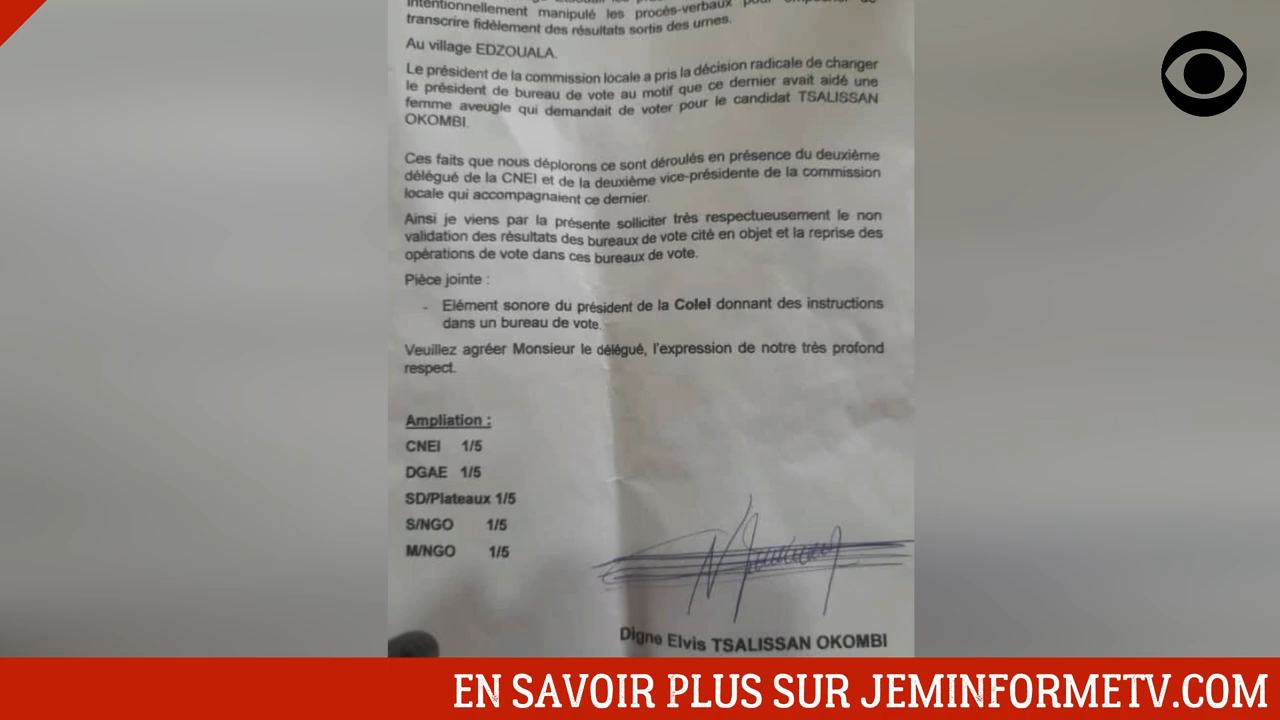 intentionnellement manipulé les procès-verbaux pour
transcrire fidèlement des résultats sortis des urnes.
Au village EDZOUALA.
Le président de la commission locale a pris la décision radicale de changer
le président de bureau de vote au motif que ce dernier avait aidé une
femme aveugle qui demandait de voter pour le candidat TSALISSAN
OKOMBI.
Ces faits que nous déplorons ce sont déroulés en présence du deuxième
délégué de la CNEI et de la deuxième vice-présidente de la commission
locale qui accompagnaient ce dernier.
Ainsi je viens par la présente solliciter très respectueusement le non
validation des résultats des bureaux de vote cité en objet et la reprise des
opérations de vote dans ces bureaux de vote.
Pièce jointe :
- Elément sonore du président de la Colel donnant des instructions
dans un bureau de vote.
Veuillez agréer Monsieur le délégué, l'expression de notre très profond
respect.
Ampliation :
CNEI 1/5
DGAE 1/5
SD/Plateaux 1/5
S/NGO 1/5
M/NGO 1/5
Digne Elvis TSALISSAN OKOMBI
EN SAVOIR PLUS SUR JEMINFORMETV.COM